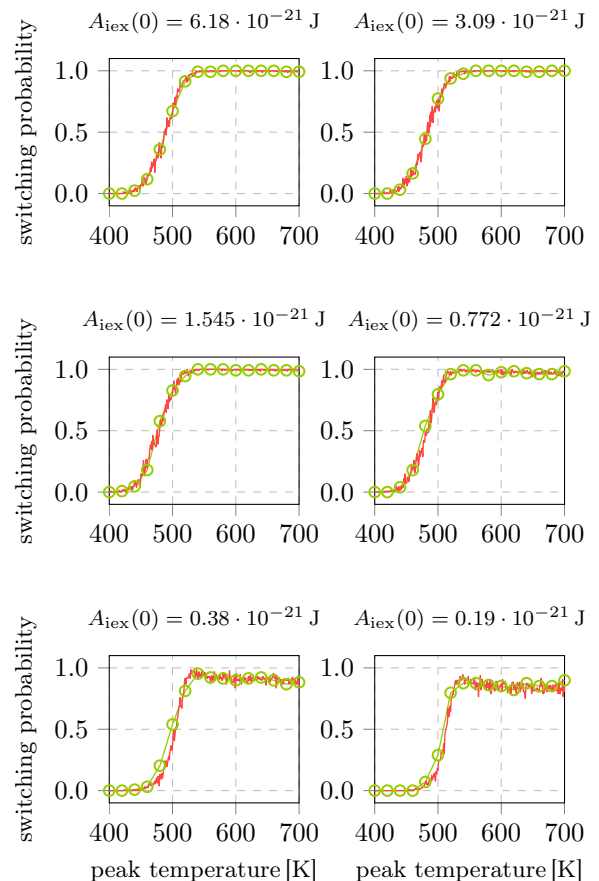 A_iex(0) = 6.18 · 10^−21 J
A_iex(0) = 3.09 · 10^−21 J
switching probability
1.0
0.5
0.0
400 500 600 700
1.0
0.5
0.0
400 500 600 700
A_iex(0) = 1.545 · 10^−21 J
A_iex(0) = 0.772 · 10^−21 J
switching probability
1.0
0.5
0.0
400 500 600 700
1.0
0.5
0.0
400 500 600 700
A_iex(0) = 0.38 · 10^−21 J
A_iex(0) = 0.19 · 10^−21 J
switching probability
1.0
0.5
0.0
400 500 600 700
1.0
0.5
0.0
400 500 600 700
peak temperature [K]
peak temperature [K]